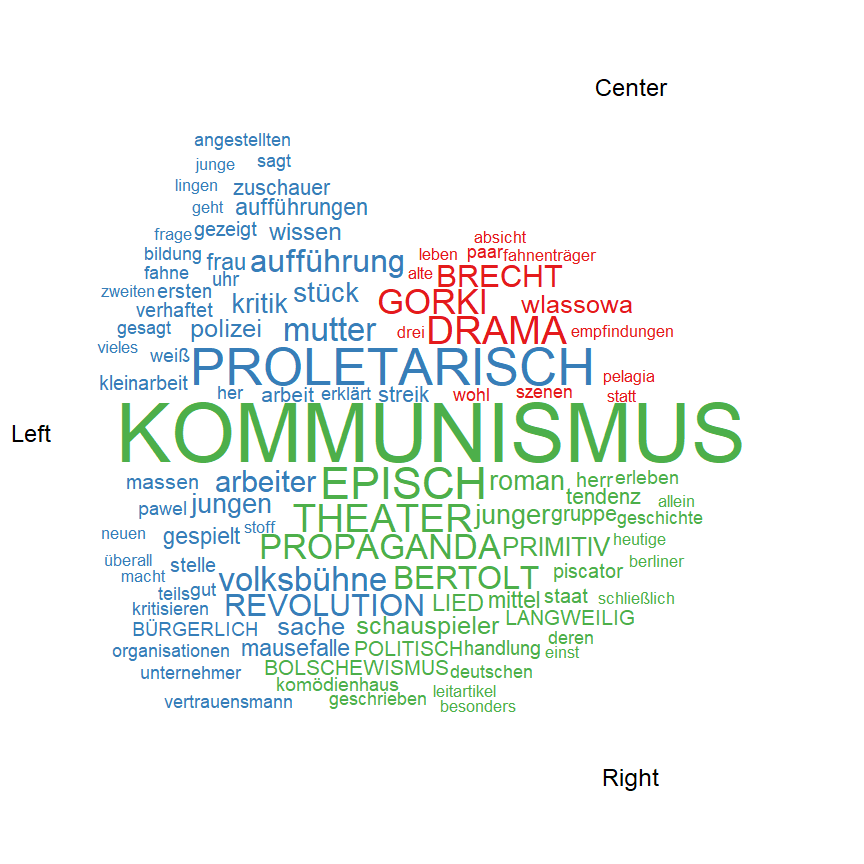 Center
angestellten
junge sagt
lingen zuschauer
geht aufführungen
frage gezeigt wissen absicht
bildung frau aufführung leben paar fahnenträger
fahne uhr alte BRECHT
zweiten ersten kritik stück GORKI wlassowa
verhaftet
gesagt polizei mutter drei DRAMA empfindungen
vieles weiß PROLETARISCH pelagia
kleinarbeit her arbeit erklärt streik wohl szenen statt
Left KOMMUNISMUS
massen arbeiter EPISCH roman herr erleben
pawel jungen tendenz allein
neuen gespielt stoff THEATER junger gruppe geschichte
überall stelle PROPAGANDA PRIMITIV heutige
macht volksbühne BERTOLT piscator berliner
teils gut REVOLUTION LIED mittel staat schließlich
kritisieren
BÜRGERLICH sache schauspieler LANGWEILIG
organisationen mausefalle POLITISCH handlung deren einst
unternehmer BOLSCHEWISMUS deutschen
komödienhaus leitartikel
vertrauensmann geschrieben besonders
Right